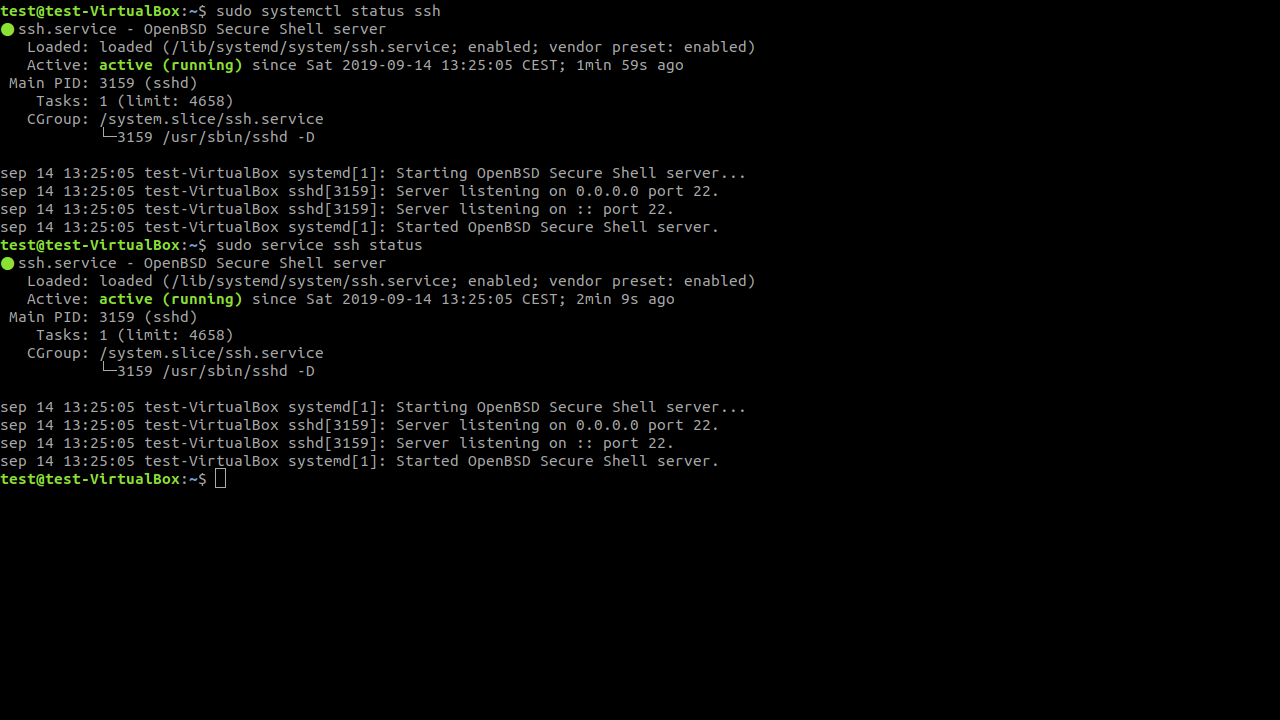 test@test-VirtualBox:~$ sudo systemctl status ssh
● ssh.service - OpenBSD Secure Shell server
   Loaded: loaded (/lib/systemd/system/ssh.service; enabled; vendor preset: enabled)
   Active: active (running) since Sat 2019-09-14 13:25:05 CEST; 1min 59s ago
 Main PID: 3159 (sshd)
    Tasks: 1 (limit: 4658)
   CGroup: /system.slice/ssh.service
           └─3159 /usr/sbin/sshd -D

sep 14 13:25:05 test-VirtualBox systemd[1]: Starting OpenBSD Secure Shell server...
sep 14 13:25:05 test-VirtualBox sshd[3159]: Server listening on 0.0.0.0 port 22.
sep 14 13:25:05 test-VirtualBox sshd[3159]: Server listening on :: port 22.
sep 14 13:25:05 test-VirtualBox systemd[1]: Started OpenBSD Secure Shell server.
test@test-VirtualBox:~$ sudo service ssh status
● ssh.service - OpenBSD Secure Shell server
   Loaded: loaded (/lib/systemd/system/ssh.service; enabled; vendor preset: enabled)
   Active: active (running) since Sat 2019-09-14 13:25:05 CEST; 2min 9s ago
 Main PID: 3159 (sshd)
    Tasks: 1 (limit: 4658)
   CGroup: /system.slice/ssh.service
           └─3159 /usr/sbin/sshd -D

sep 14 13:25:05 test-VirtualBox systemd[1]: Starting OpenBSD Secure Shell server...
sep 14 13:25:05 test-VirtualBox sshd[3159]: Server listening on 0.0.0.0 port 22.
sep 14 13:25:05 test-VirtualBox sshd[3159]: Server listening on :: port 22.
sep 14 13:25:05 test-VirtualBox systemd[1]: Started OpenBSD Secure Shell server.
test@test-VirtualBox:~$